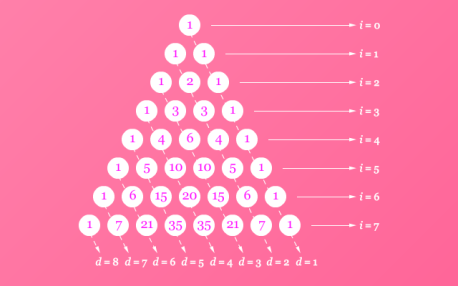 1 i = 0
1 1 i = 1
1 2 1 i = 2
1 3 3 1 i = 3
1 4 6 4 1 i = 4
1 5 10 10 5 1 i = 5
1 6 15 20 15 6 1 i = 6
1 7 21 35 35 21 7 1 i = 7
d = 8 d = 7 d = 6 d = 5 d = 4 d = 3 d = 2 d = 1